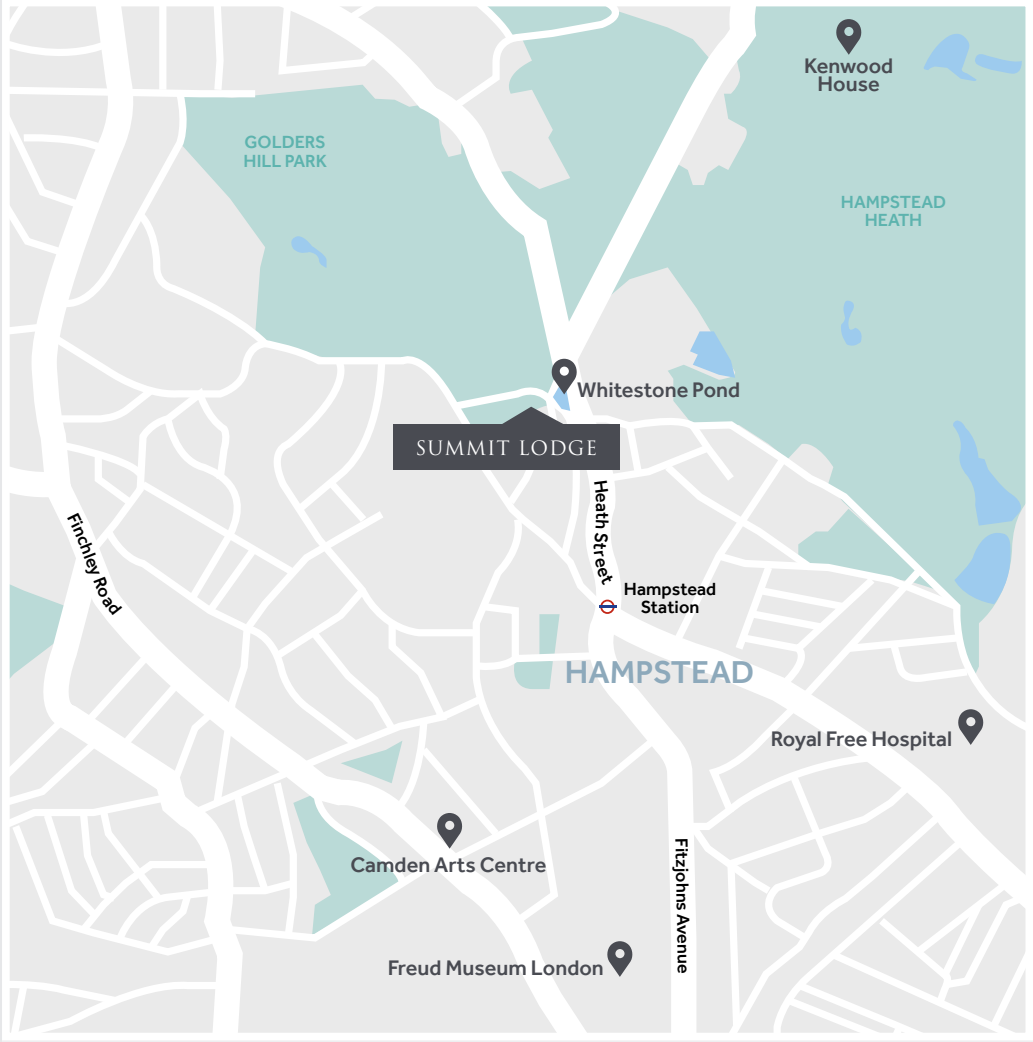 Kenwood
House
GOLDERS
HILL PARK
HAMPSTEAD
HEATH
Whitestone Pond
SUMMIT LODGE
Heath Street
Finchley Road
Hampstead
Station
HAMPSTEAD
Royal Free Hospital
Camden Arts Centre
Fitzjohns Avenue
Freud Museum London